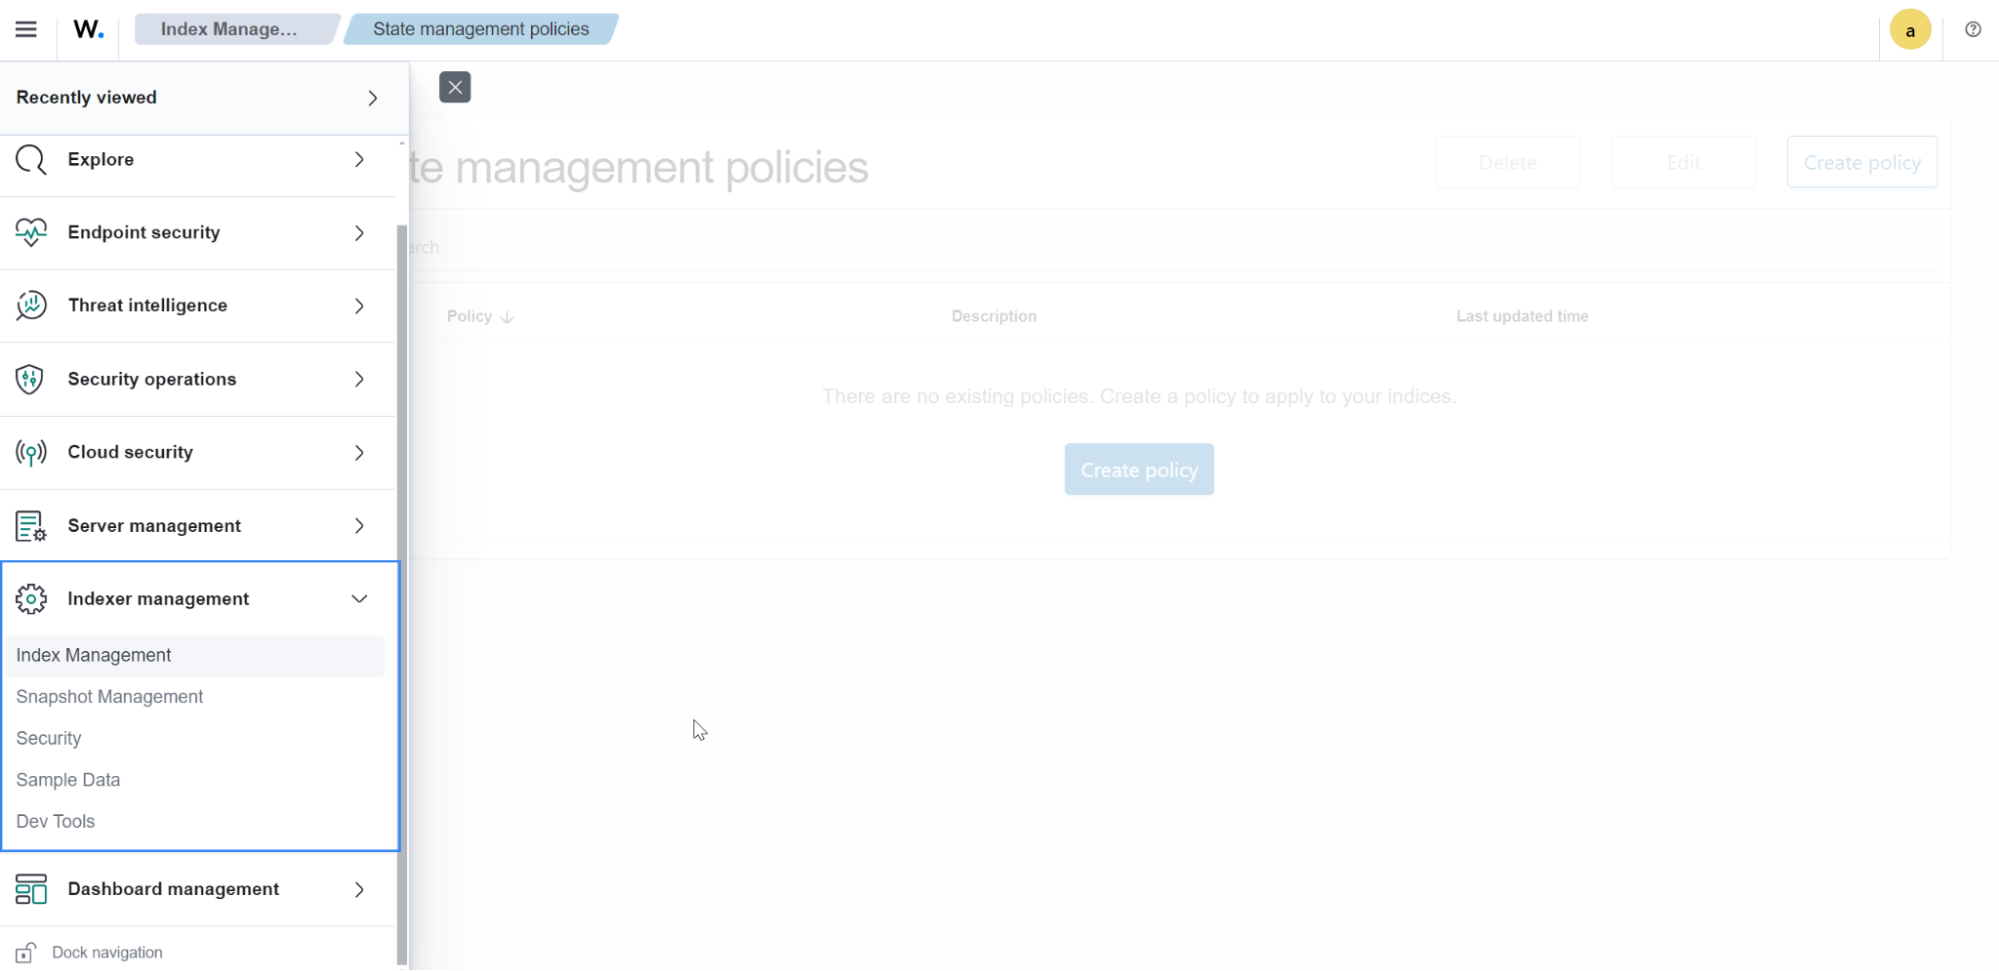 W. Index Manage... State management policies a
Recently viewed
Explore
te management policies
Delete Edit Create policy
Endpoint security
arch
Threat intelligence
Policy Description Last updated time
Security operations
There are no existing policies. Create a policy to apply to your indices.
Cloud security
Create policy
Server management
Indexer management
Index Management
Snapshot Management
Security
Sample Data
Dev Tools
Dashboard management
Dock navigation